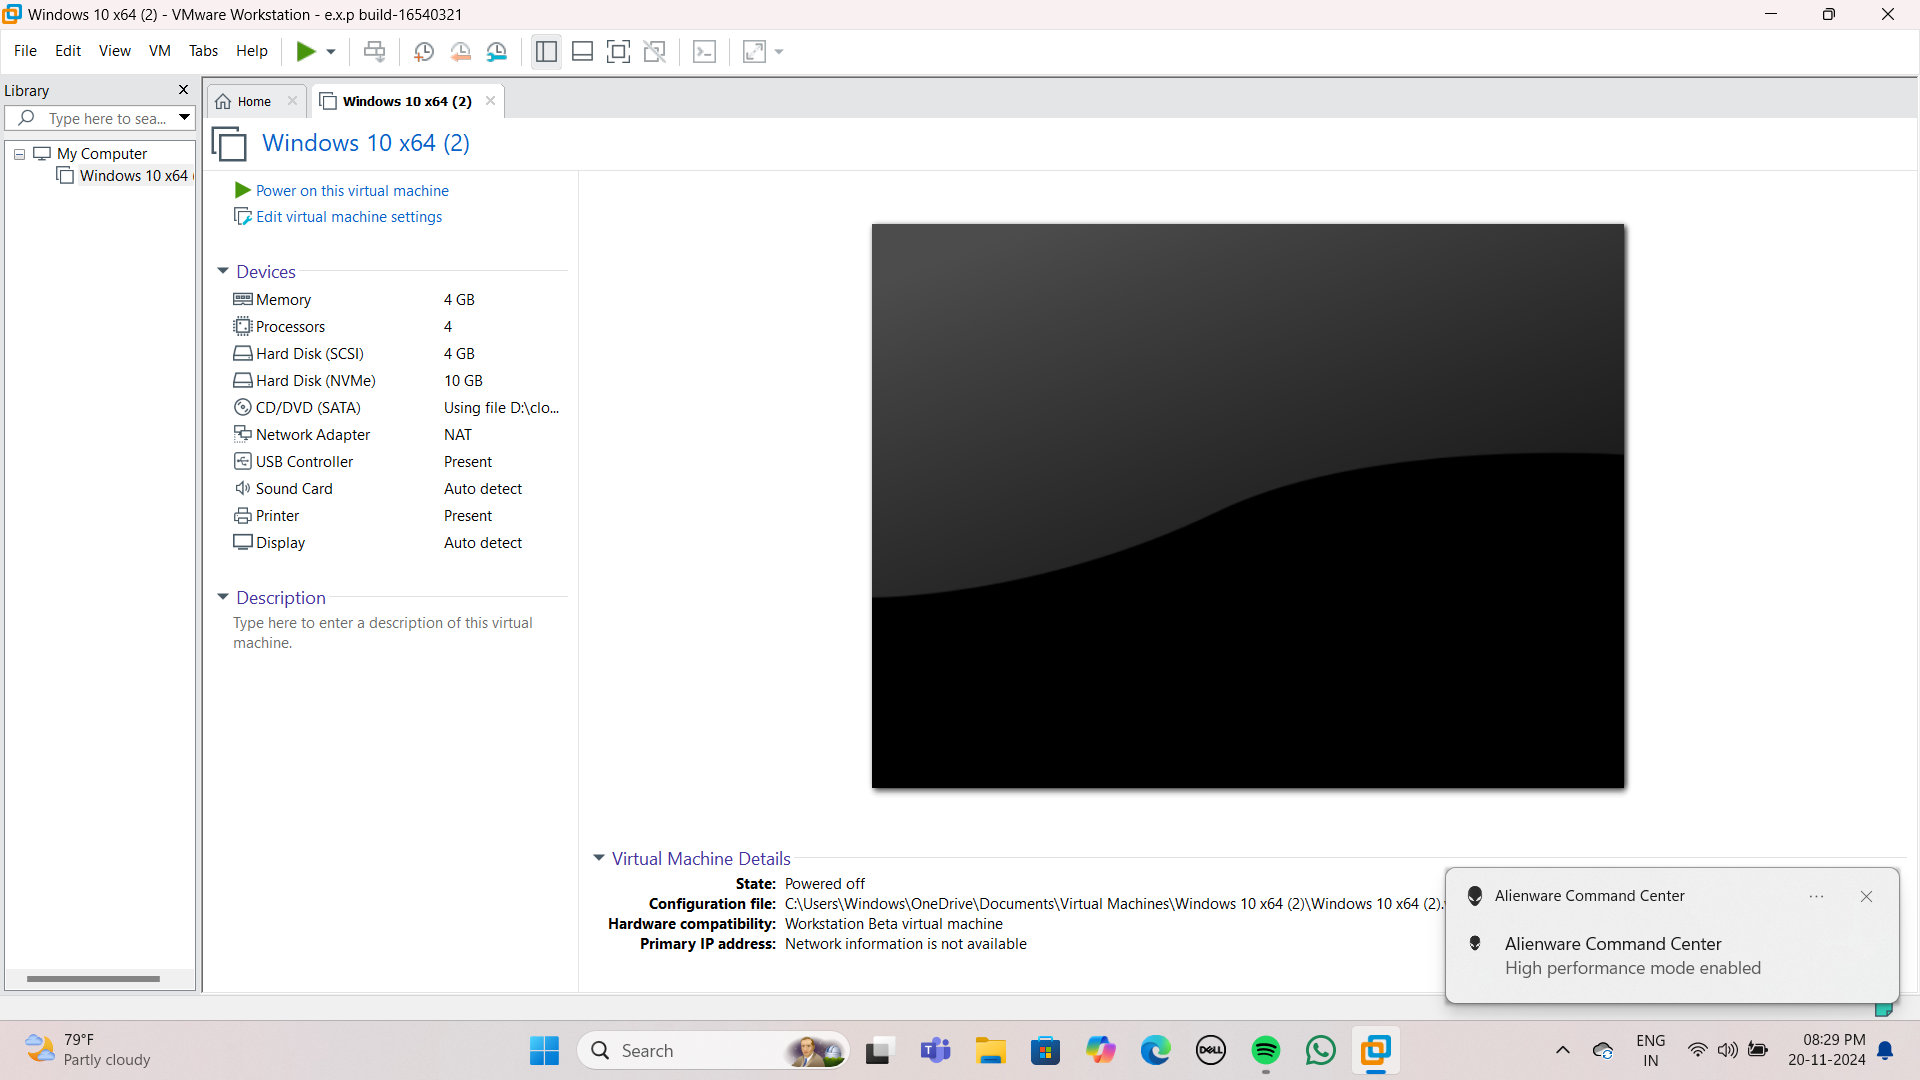 Windows 10 x64 (2) - VMware Workstation - e.x.p build-16540321
File Edit View VM Tabs Help
Library
Type here to sea...
My Computer
Windows 10 x64
Home
Windows 10 x64 (2)
Windows 10 x64 (2)
Power on this virtual machine
Edit virtual machine settings
Devices
Memory 4 GB
Processors 4
Hard Disk (SCSI) 4 GB
Hard Disk (NVMe) 10 GB
CD/DVD (SATA) Using file D:\clo...
Network Adapter NAT
USB Controller Present
Sound Card Auto detect
Printer Present
Display Auto detect
Description
Type here to enter a description of this virtual
machine.
Virtual Machine Details
State: Powered off
Configuration file: C:\Users\Windows\OneDrive\Documents\Virtual Machines\Windows 10 x64 (2)\Windows 10 x64 (2).
Hardware compatibility: Workstation Beta virtual machine
Primary IP address: Network information is not available
Alienware Command Center
Alienware Command Center
High performance mode enabled
79°F
Partly cloudy
Search
DELL
ENG
IN
08:29 PM
20-11-2024